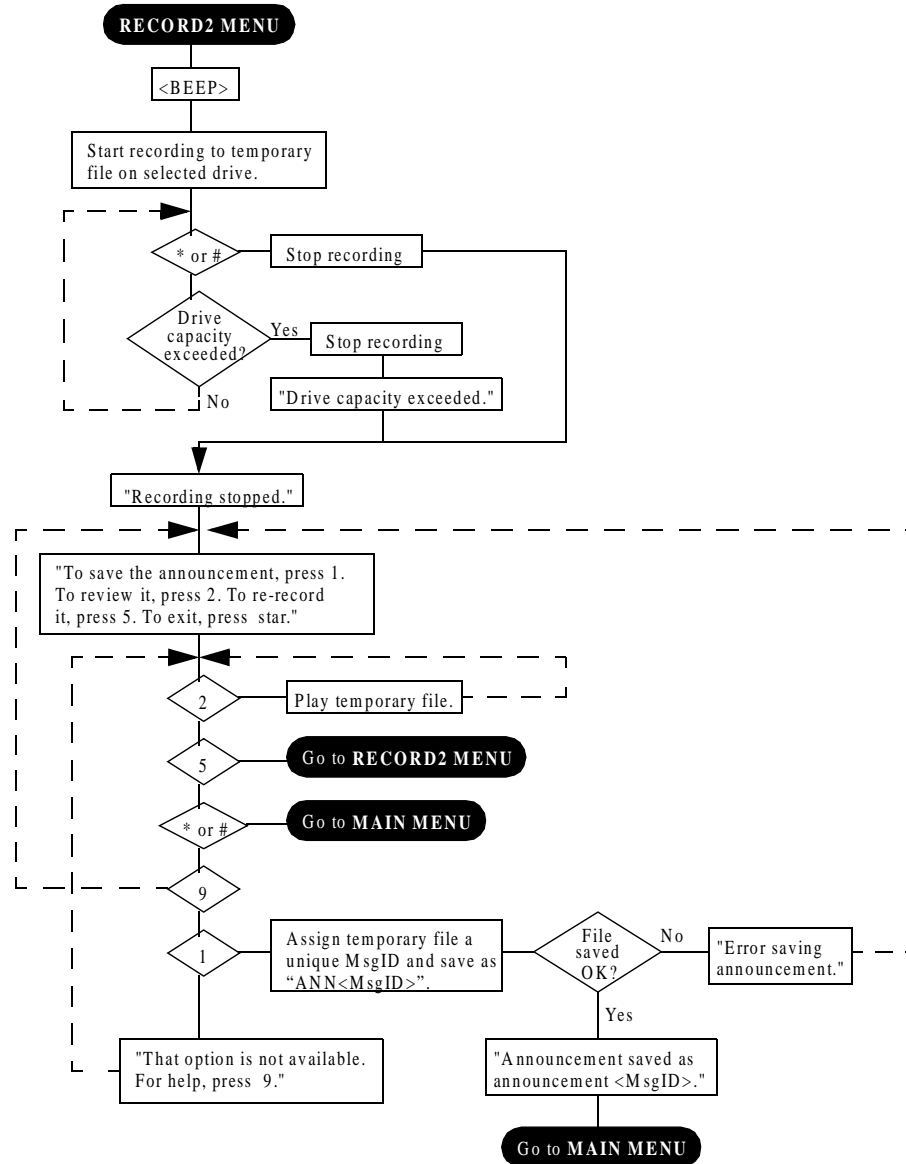 RECORD2 MENU
<BEEP>
Start recording to temporary
file on selected drive.
* or #
Stop recording
Drive
capacity
exceeded?
Yes
Stop recording
No
"Drive capacity exceeded."
"Recording stopped."
"To save the announcement, press 1.
To review it, press 2. To re-record
it, press 5. To exit, press star."
2
Play temporary file.
5
Go to RECORD2 MENU
* or #
Go to MAIN MENU
9
1
Assign temporary file a
unique MsgID and save as
“ANN<MsgID>”.
File
saved
OK?
No
"Error saving
announcement."
Yes
"That option is not available.
For help, press 9."
"Announcement saved as
announcement <MsgID>."
Go to MAIN MENU